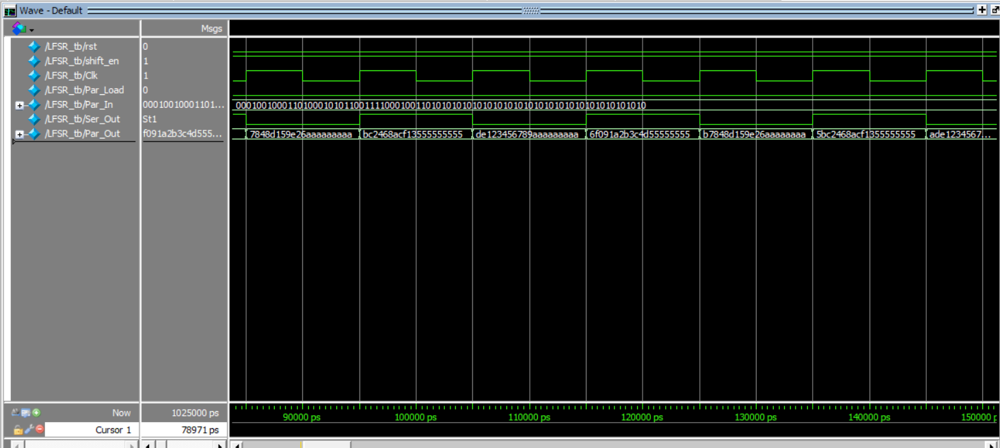 Wave - Default
Msgs
/LFSR_tb/rst 0
/LFSR_tb/shift_en 1
/LFSR_tb/Clk 1
/LFSR_tb/Par_Load 0
/LFSR_tb/Par_In 00010010001101... 00010010001101000101011001111000100110101010101010101010101010101010101010101010
/LFSR_tb/Ser_Out St1
/LFSR_tb/Par_Out f091a2b3c4d555... 7848d159e26aaaaaaaaa bc2468acf13555555555 de123456789aaaaaaaaa 6f091a2b3c4d55555555 b7848d159e26aaaaaaaa 5bc2468acf1355555555 ade1234567...
Now 1025000 ps 90000 ps 100000 ps 110000 ps 120000 ps 130000 ps 140000 ps 150000 p
Cursor 1 78971 ps